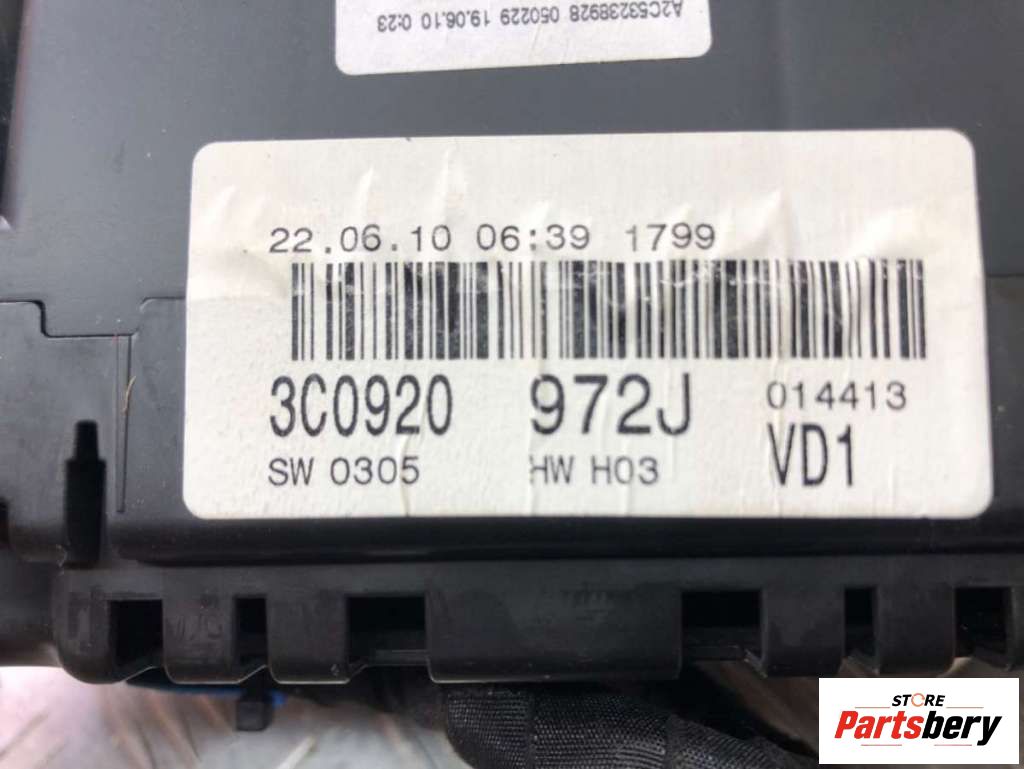 A2C53238928 050229 19.06.10 0:23
22.06.10 06:39 1799
3C0920 972J 014413
SW 0305 HW H03 VD1
STORE
Partsbery